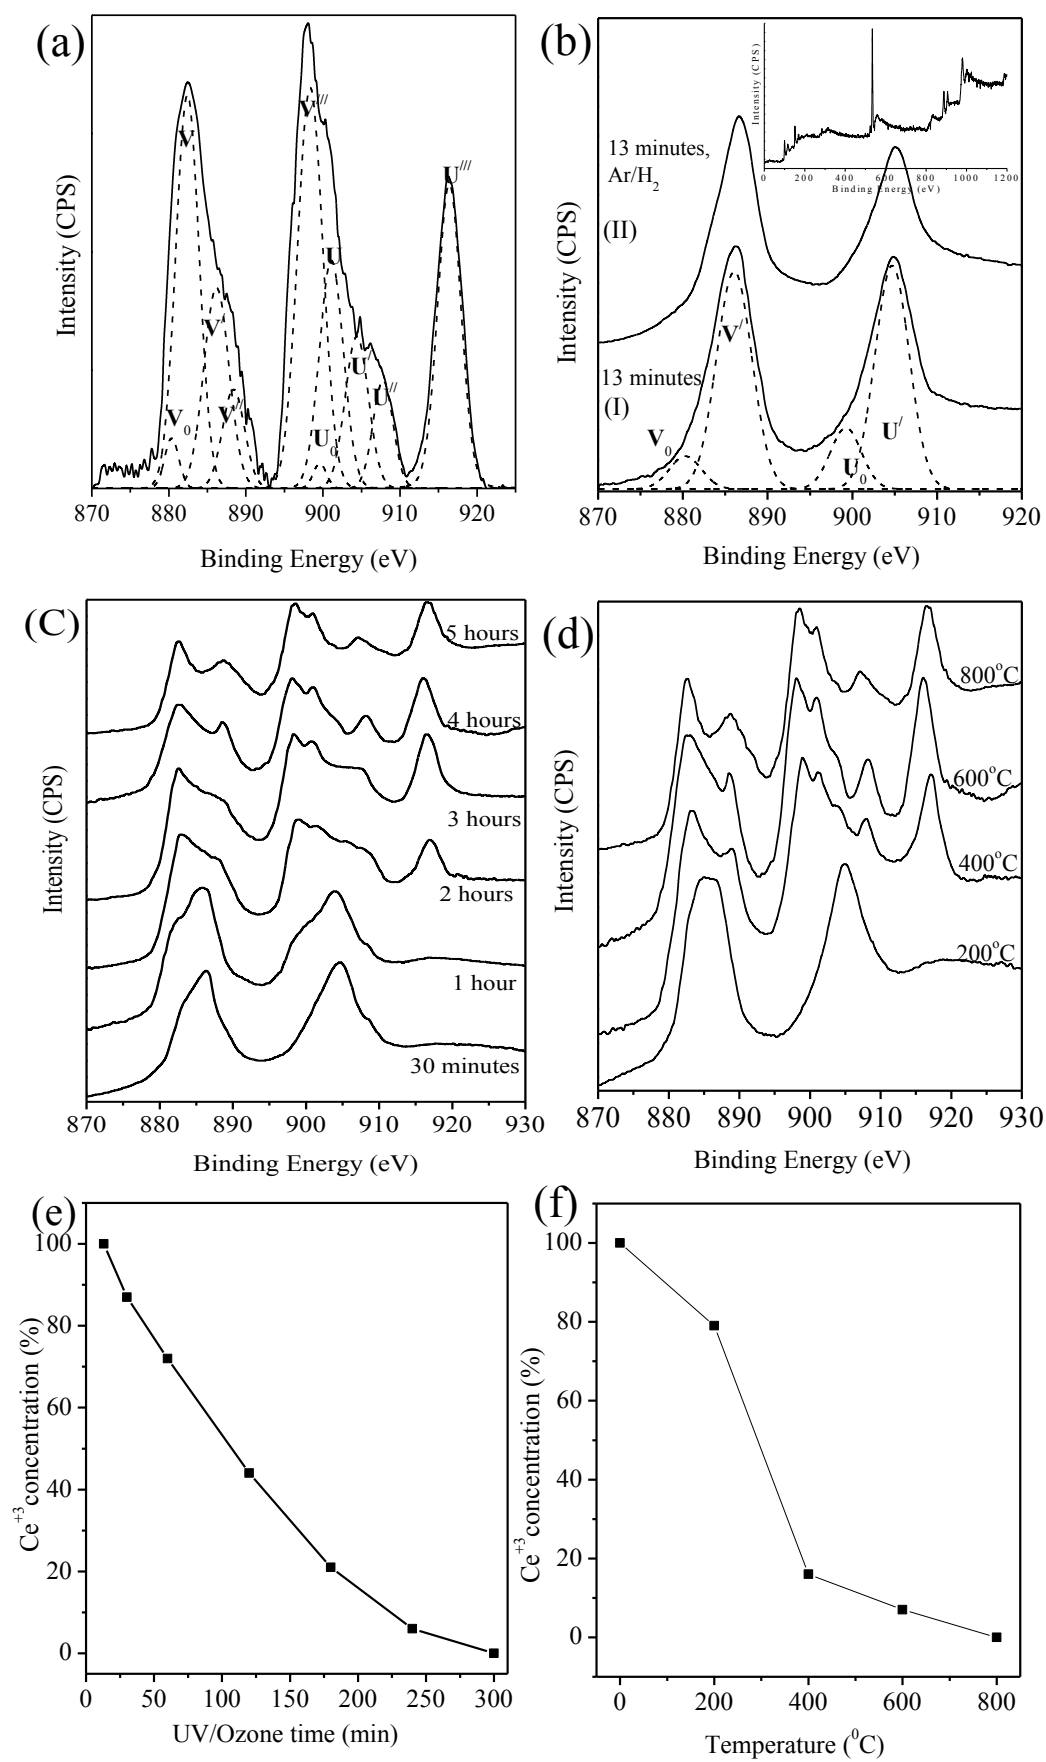 (a)
V
V///
U///
U
V/
U/
V0
V//
U0
U//
Intensity (CPS)
870 880 890 900 910 920
Binding Energy (eV)
(b)
13 minutes,
Ar/H2
(II)
13 minutes
(I)
V0
V/
U0
U/
Intensity (CPS)
870 880 890 900 910 920
Binding Energy (eV)
Intensity (CPS)
0 200 400 600 800 1000 1200
Binding Energy (eV)
(C)
5 hours
4 hours
3 hours
2 hours
1 hour
30 minutes
Intensity (CPS)
870 880 890 900 910 920 930
Binding Energy (eV)
(d)
800oC
600oC
400oC
200oC
Intensity (CPS)
870 880 890 900 910 920 930
Binding Energy (eV)
(e)
100
80
60
40
20
0
Ce+3 concentration (%)
0 50 100 150 200 250 300
UV/Ozone time (min)
(f)
100
80
60
40
20
0
Ce+3 concentration (%)
0 200 400 600 800
Temperature (0C)